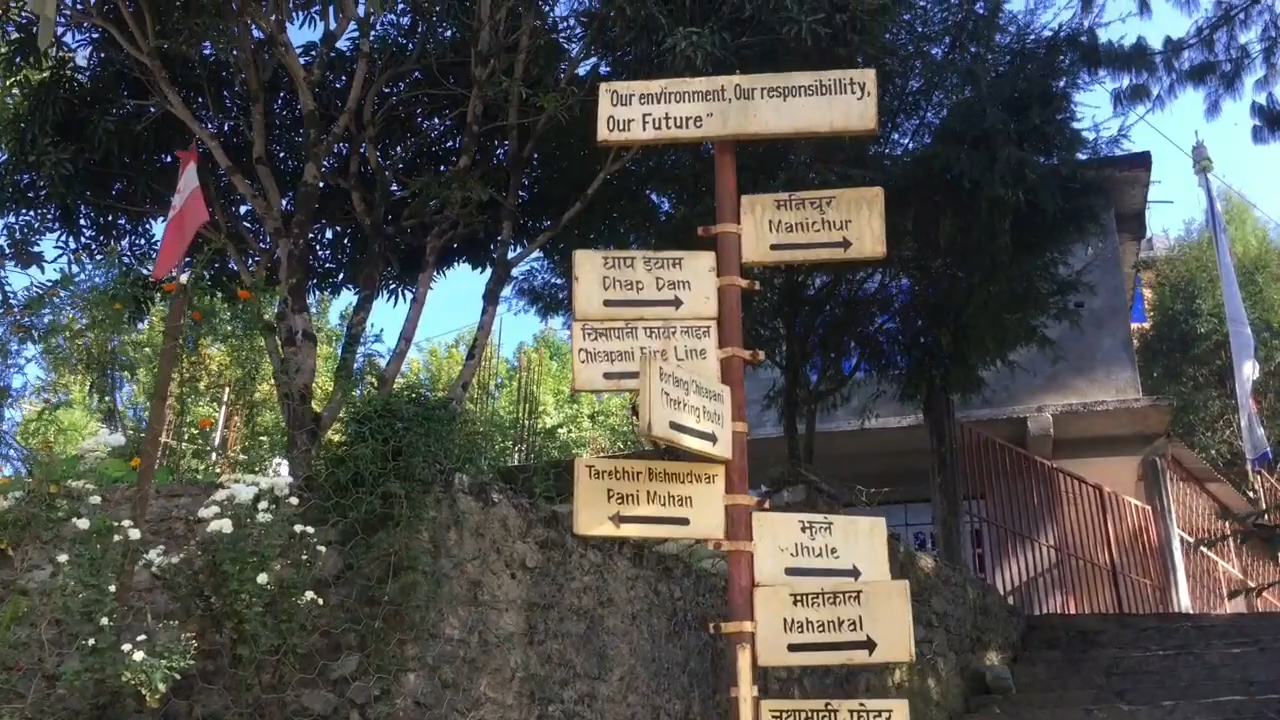 "Our environment, Our responsibillity,
Our Future"
मनिचुर
Manichur
धाप ड्याम
Dhap Dam
चिसापानी फायर लाइन
Chisapani Fire Line
Borlang/Chisapani
(Trekking Route)
Tarebhir/Bishnudwar
Pani Muhan
झुले
Jhule
माहांकाल
Mahankal